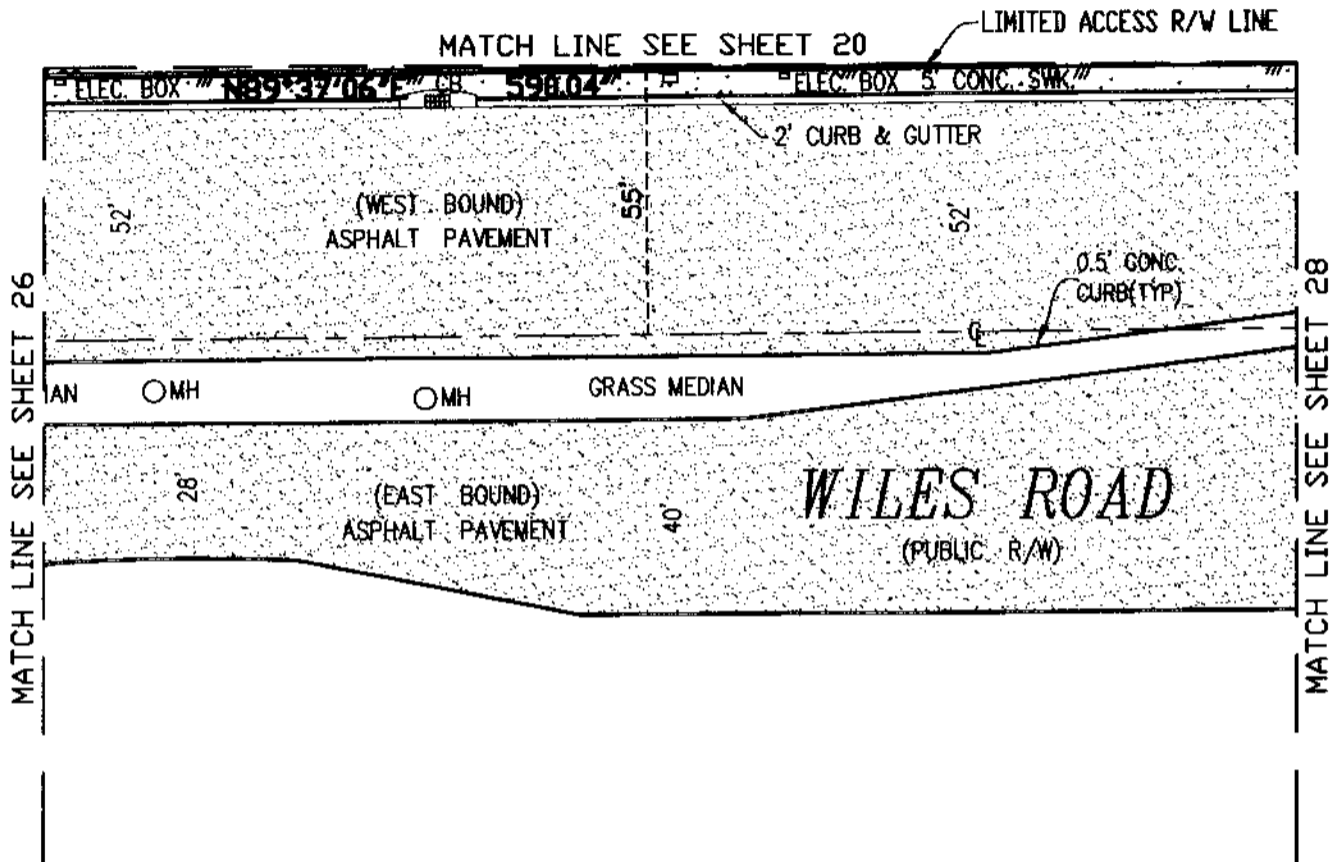 LIMITED ACCESS R/W LINE
MATCH LINE SEE SHEET 20
ELEC. BOX N89°37'06"E CB 590.04' ELEC. BOX 5' CONC. SWK.
2' CURB & GUTTER
(WEST BOUND)
ASPHALT PAVEMENT
52'
55'
52'
0.5' CONC.
CURB(TYP)
℄
IAN
MH
MH
GRASS MEDIAN
28'
(EAST BOUND)
ASPHALT PAVEMENT
40'
WILES ROAD
(PUBLIC R/W)
MATCH LINE SEE SHEET 26
MATCH LINE SEE SHEET 28